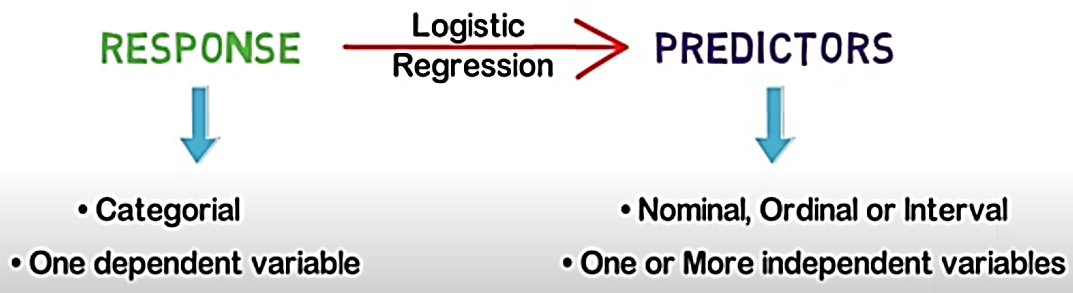 RESPONSE Logistic Regression PREDICTORS
• Categorial
• Nominal, Ordinal or Interval
• One dependent variable
• One or More independent variables